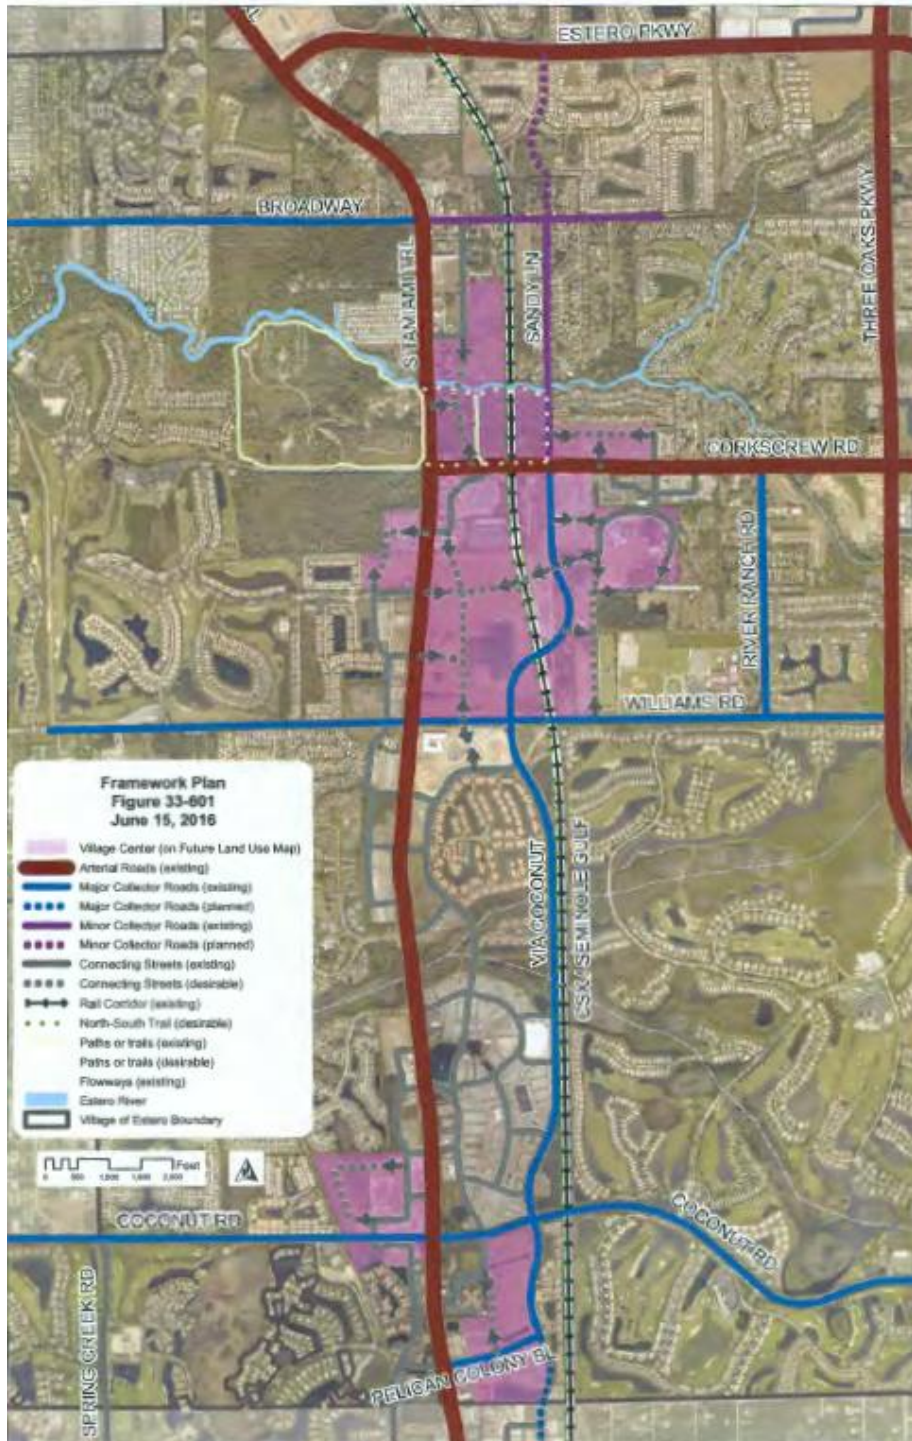 ESTERO PKWY
BROADWAY
S TAMIAMI TRL
SANDY LN
THREE OAKS PKWY
CORKSCREW RD
RIVER RANCH RD
WILLIAMS RD
Framework Plan
Figure 33-601
June 15, 2016
Village Center (on Future Land Use Map)
Arterial Roads (existing)
Major Collector Roads (existing)
Major Collector Roads (planned)
Minor Collector Roads (existing)
Minor Collector Roads (planned)
Connecting Streets (existing)
Connecting Streets (desirable)
Rail Corridor (existing)
North-South Trail (desirable)
Paths or trails (existing)
Paths or trails (desirable)
Flowways (existing)
Estero River
Village of Estero Boundary
Feet
0 500
VIA COCONUT
CSX / SEMINOLE GULF
COCONUT RD
COCONUT RD
SPRING CREEK RD
PELICAN COLONY BL